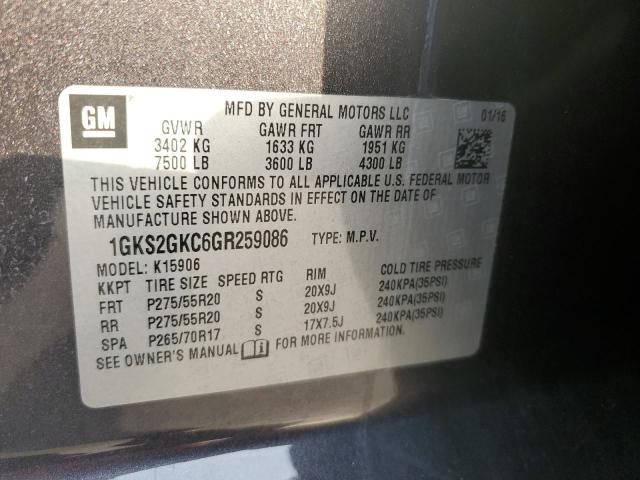 GM
MFD BY GENERAL MOTORS LLC 01/16
GVWR GAWR FRT GAWR RR
3402 KG 1633 KG 1951 KG
7500 LB 3600 LB 4300 LB
THIS VEHICLE CONFORMS TO ALL APPLICABLE U.S. FEDERAL MOTOR
VEHICLE SAFETY STANDARDS IN EFFECT ON THE DATE OF
MANUFACTURE SHOWN ABOVE.
1GKS2GKC6GR259086 TYPE: M.P.V.
MODEL: K15906
KKPT TIRE SIZE SPEED RTG RIM COLD TIRE PRESSURE
FRT P275/55R20 S 20X9J 240KPA(35PSI)
RR P275/55R20 S 20X9J 240KPA(35PSI)
SPA P265/70R17 S 17X7.5J 240KPA(35PSI)
SEE OWNER'S MANUAL FOR MORE INFORMATION.